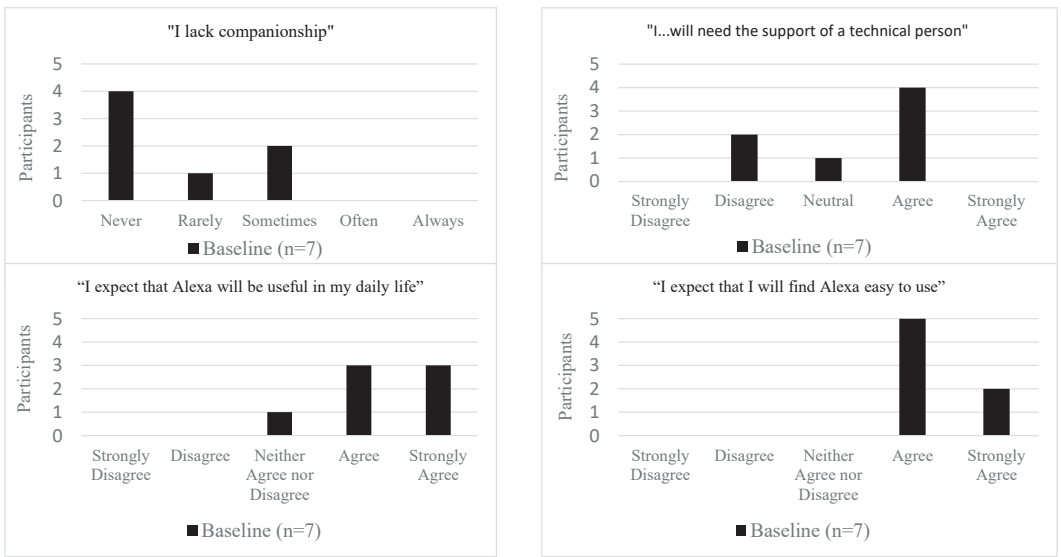 "I lack companionship"
Participants
5
4
3
2
1
0
Never Rarely Sometimes Often Always
Baseline (n=7)
"I...will need the support of a technical person"
Participants
5
4
3
2
1
0
Strongly Disagree Neutral Agree Strongly
Disagree Agree
Baseline (n=7)
“I expect that Alexa will be useful in my daily life”
Participants
5
4
3
2
1
0
Strongly Disagree Neither Agree Strongly
Disagree Agree nor Agree
Disagree
Baseline (n=7)
“I expect that I will find Alexa easy to use”
Participants
5
4
3
2
1
0
Strongly Disagree Neither Agree Strongly
Disagree Agree nor Agree
Disagree
Baseline (n=7)